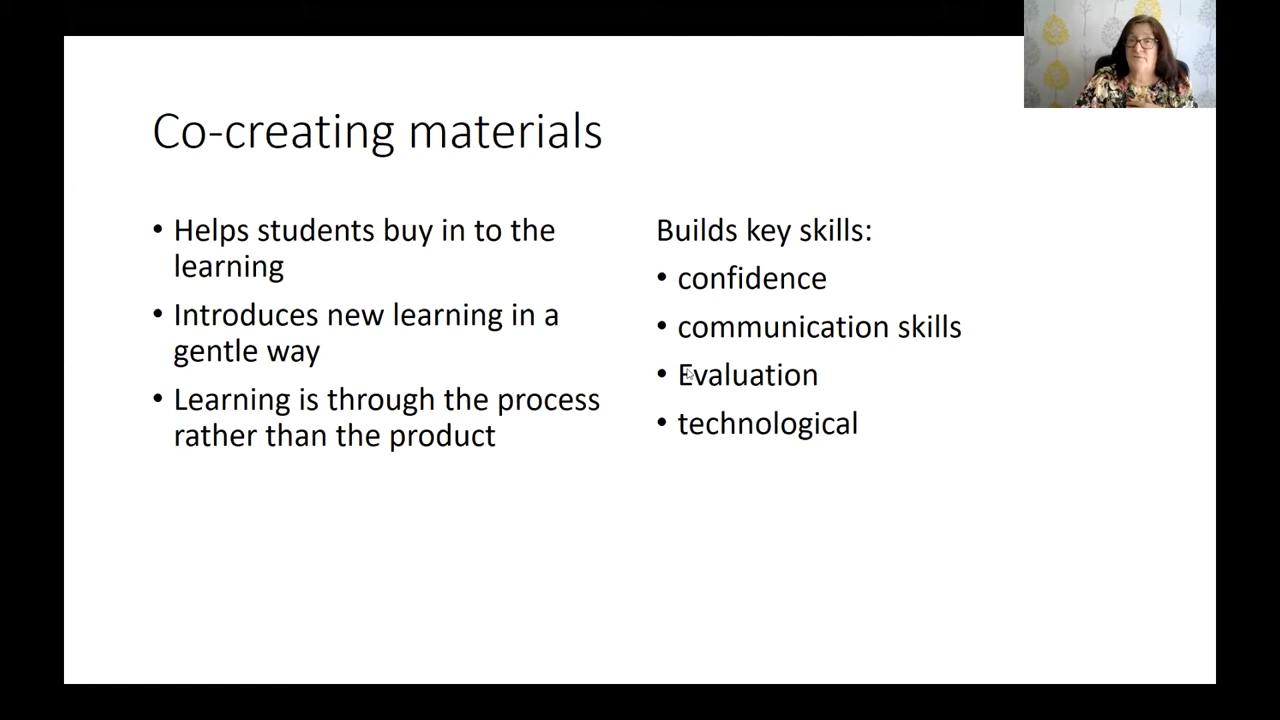 Co-creating materials
• Helps students buy in to the
learning
• Introduces new learning in a
gentle way
• Learning is through the process
rather than the product
Builds key skills:
• confidence
• communication skills
• Evaluation
• technological